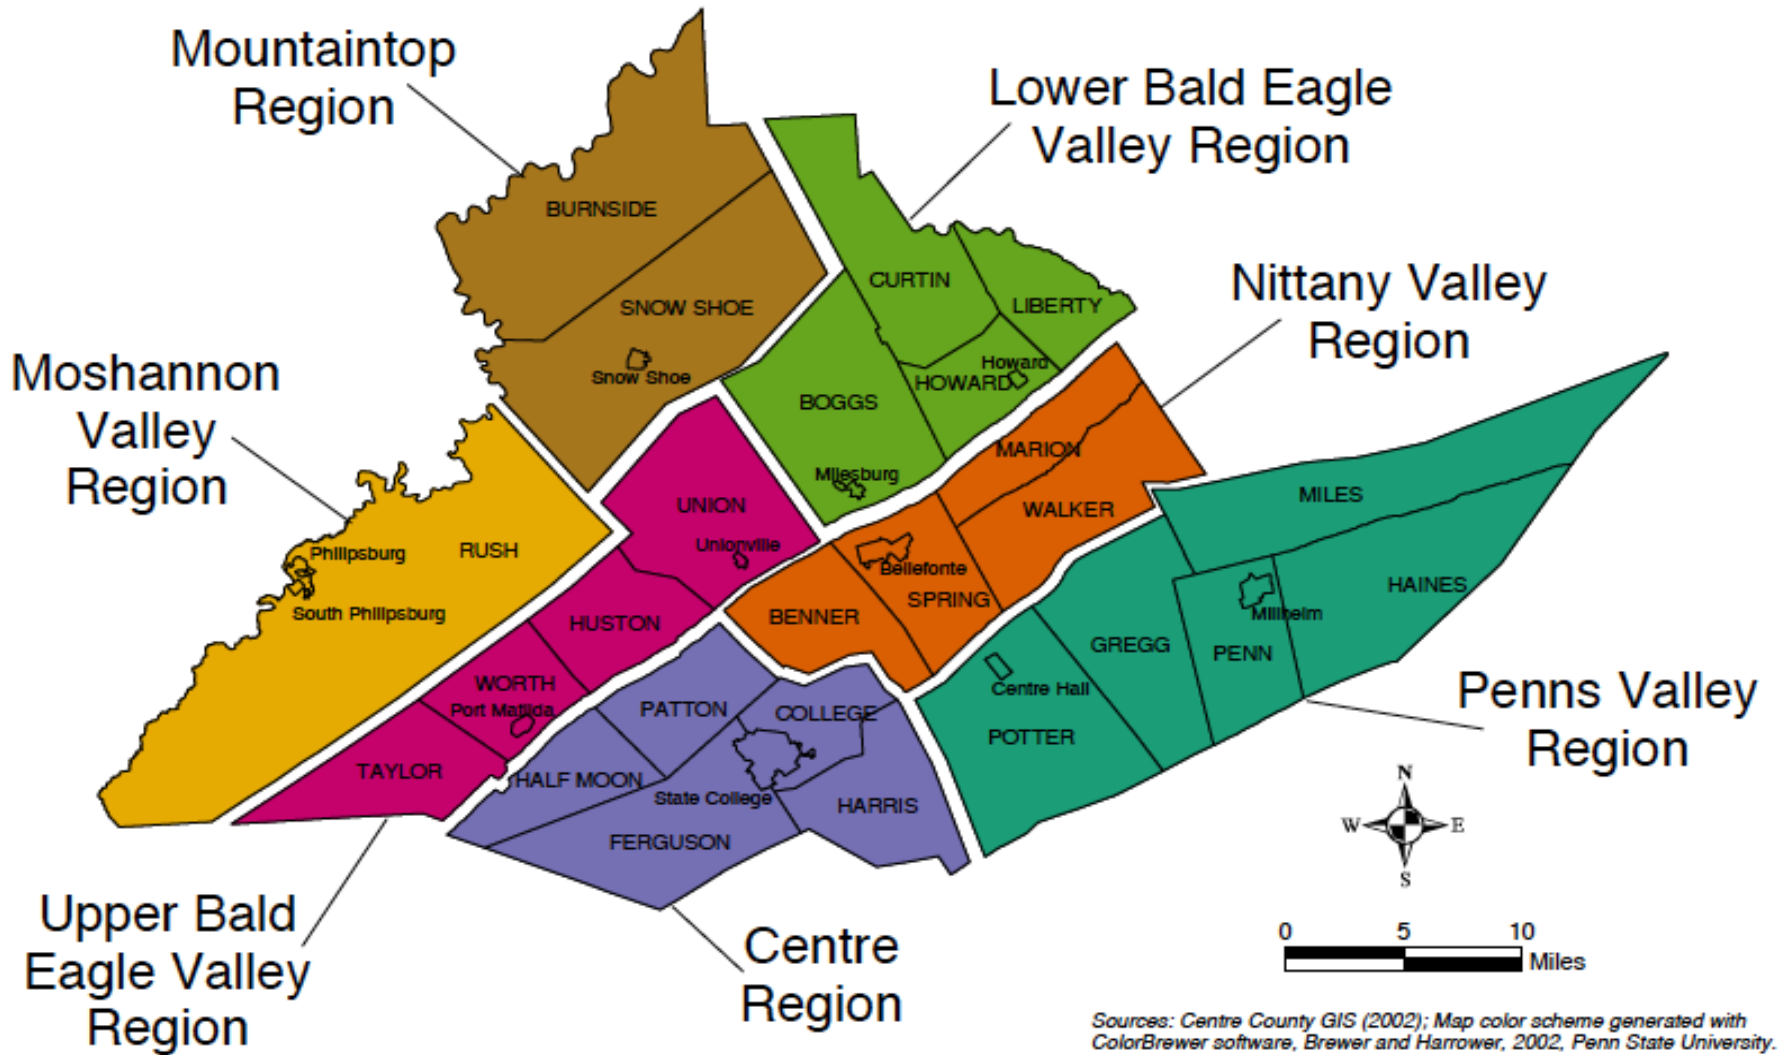 Mountaintop
Region
Lower Bald Eagle
Valley Region
BURNSIDE
CURTIN
Nittany Valley
Region
SNOW SHOE
LIBERTY
Snow Shoe
Howard
HOWARD
Moshannon
Valley
Region
BOGGS
MARION
Milesburg
MILES
UNION
WALKER
Unionville
Philipsburg
RUSH
Bellefonte
HAINES
SPRING
South Philipsburg
Millheim
BENNER
HUSTON
GREGG
PENN
WORTH
Centre Hall
Penns Valley
Region
Port Matilda
PATTON
COLLEGE
POTTER
TAYLOR
HALF MOON
State College
HARRIS
FERGUSON
N
W
E
S
Upper Bald
Eagle Valley
Region
Centre
Region
0 5 10
Miles
Sources: Centre County GIS (2002); Map color scheme generated with
ColorBrewer software, Brewer and Harrower, 2002, Penn State University.